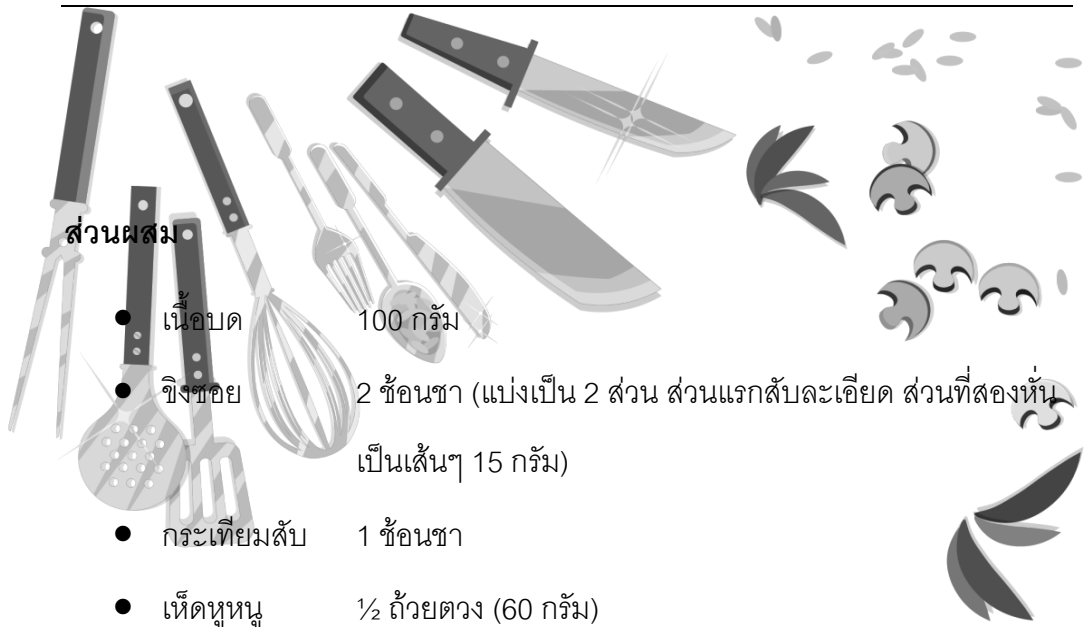 ส่วนผสม
● เนื้อบด 100 กรัม
● ขิงซอย 2 ช้อนชา (แบ่งเป็น 2 ส่วน ส่วนแรกสับละเอียด ส่วนที่สองหั่น
เป็นเส้นๆ 15 กรัม)
● กระเทียมสับ 1 ช้อนชา
● เห็ดหูหนู ½ ถ้วยตวง (60 กรัม)